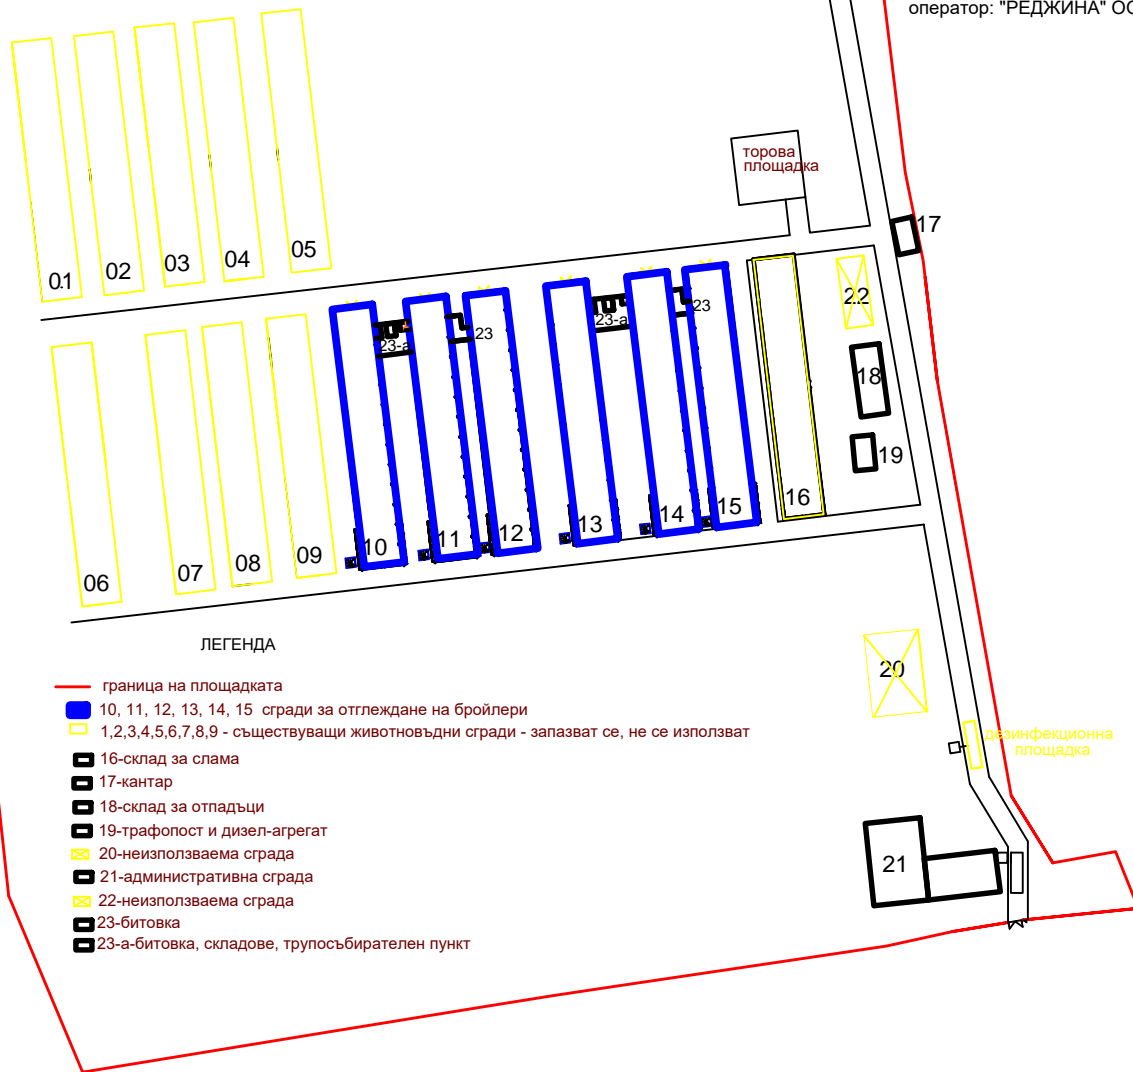 оператор: "РЕДЖИНА" ОО
торова
площадка
17
0.1
02
03
04
05
22
23-а
23
23-а
23
18
19
16
06
07
08
09
10
11
12
13
14
15
20
дезинфекционна
площадка
21
ЛЕГЕНДА
граница на площадката
10, 11, 12, 13, 14, 15 сгради за отглеждане на бройлери
1,2,3,4,5,6,7,8,9 - съществуващи животновъдни сгради - запазват се, не се използват
16-склад за слама
17-кантар
18-склад за отпадъци
19-трафопост и дизел-агрегат
20-неизползваема сграда
21-административна сграда
22-неизползваема сграда
23-битовка
23-а-битовка, складове, трупосъбирателен пункт